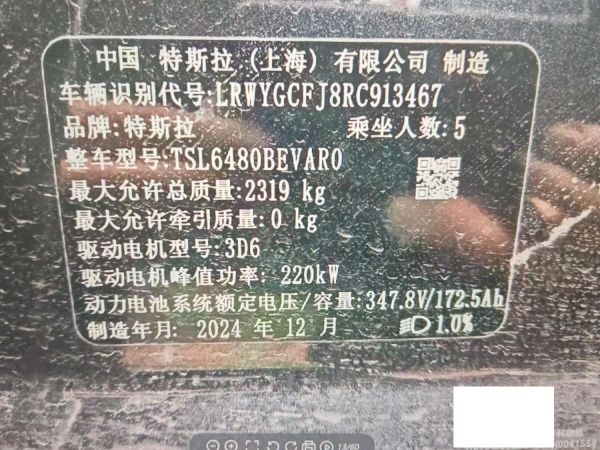 中国 特斯拉（上海）有限公司 制造
车辆识别代号:LRWYGCFJ8RC913467
品牌:特斯拉 乘坐人数:5
整车型号:TSL6480BEVAR0
最大允许总质量:2319 kg
最大允许牵引质量:0 kg
驱动电机型号:3D6
驱动电机峰值功率: 220kW
动力电池系统额定电压/容量:347.8V/172.5Ah
制造年月: 2024 年 12 月 1.0%
13/60